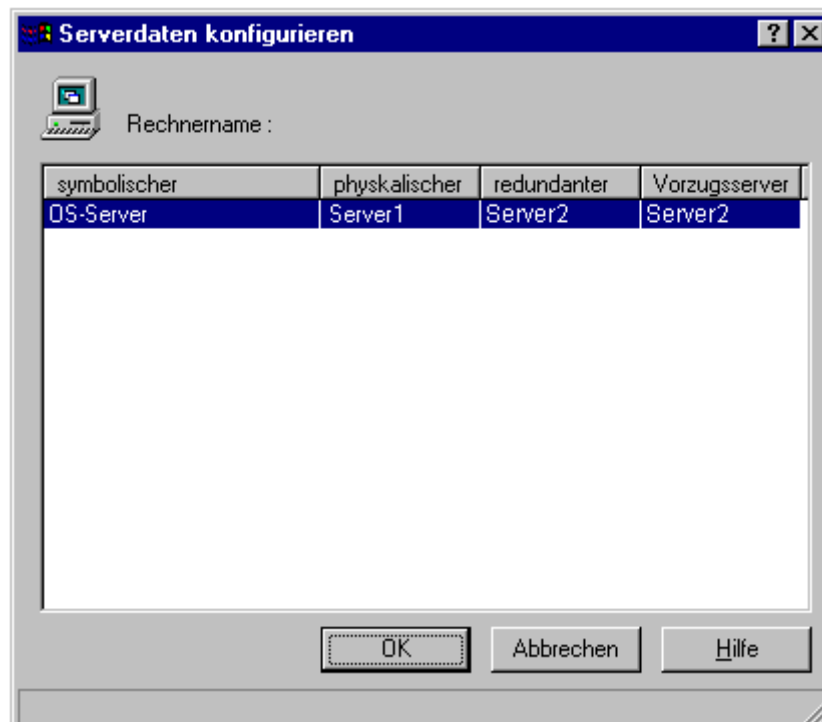 Serverdaten konfigurieren
Rechnername :
symbolischer physkalischer redundanter Vorzugsserver
OS-Server Server1 Server2 Server2
OK Abbrechen Hilfe